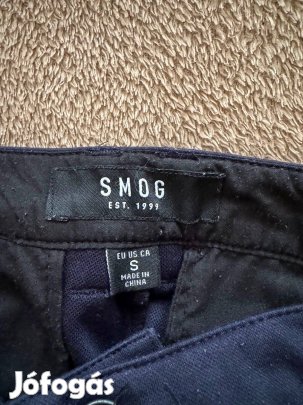 SMOG
EST. 1999
EU US CA
S
MADE IN
CHINA
Jófogás